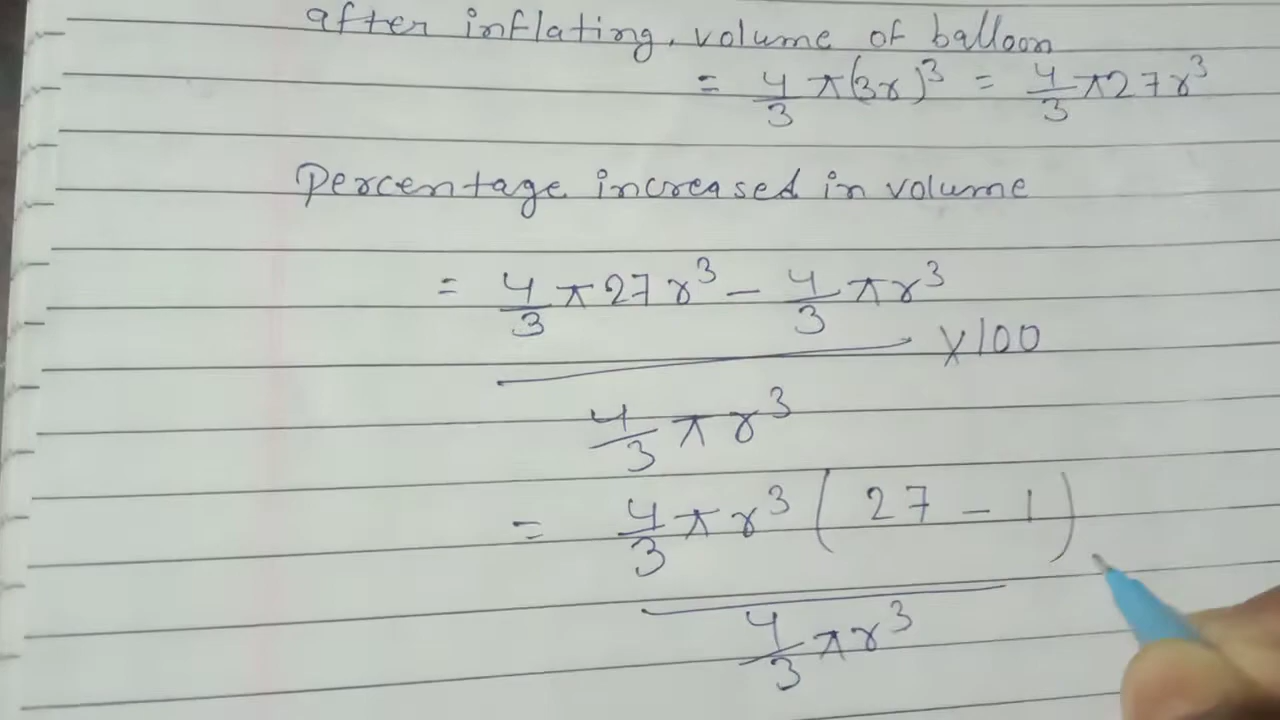 after inflating, volume of balloon
= 4/3 π(3r)³ = 4/3 π27r³
Percentage increased in volume
= 4/3 π27r³ – 4/3 πr³
x100
4/3 πr³
= 4/3 πr³ ( 27 – 1 )
4/3 πr³